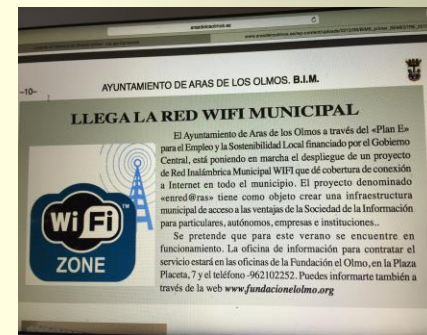 arasdelosolmos.es
–10–
AYUNTAMIENTO DE ARAS DE LOS OLMOS. B.I.M.
LLEGA LA RED WIFI MUNICIPAL
El Ayuntamiento de Aras de los Olmos a través del «Plan E»
para el Empleo y la Sostenibilidad Local financiado por el Gobierno
Central, está poniendo en marcha el despliegue de un proyecto
de Red Inalámbrica Municipal WIFI que dé cobertura de conexión
a Internet en todo el municipio. El proyecto denominado
«enred@ras» tiene como objeto crear una infraestructura
municipal de acceso a las ventajas de la Sociedad de la Información
para particulares, autónomos, empresas e instituciones..
Se pretende que para este verano se encuentre en
funcionamiento. La oficina de información para contratar el
servicio estará en las oficinas de la Fundación el Olmo, en la Plaza
Placeta, 7 y el teléfono -962102252. Puedes informarte también a
través de la web www.fundacionelolmo.org
Wi Fi
TM
ZONE